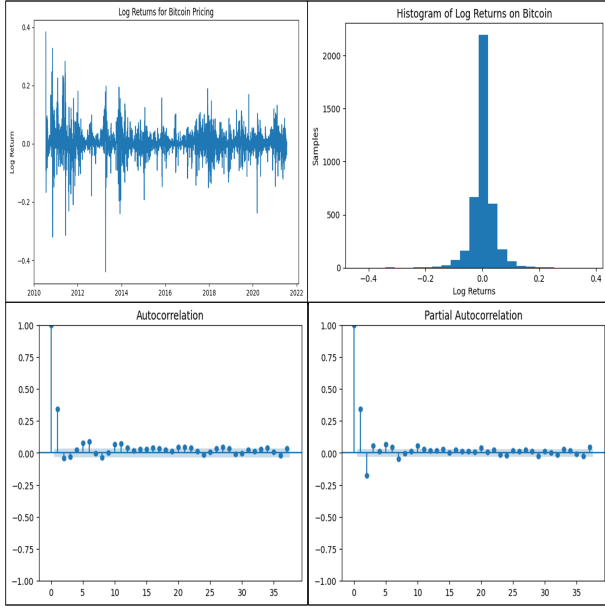 Log Returns for Bitcoin Pricing
0.4
0.2
0.0
−0.2
−0.4
Log Return
2010 2012 2014 2016 2018 2020 2022
Histogram of Log Returns on Bitcoin
2000
1500
1000
500
0
Samples
−0.4 −0.2 0.0 0.2 0.4
Log Returns
Autocorrelation
1.00
0.75
0.50
0.25
0.00
−0.25
−0.50
−0.75
−1.00
0 5 10 15 20 25 30 35
Partial Autocorrelation
1.00
0.75
0.50
0.25
0.00
−0.25
−0.50
−0.75
−1.00
0 5 10 15 20 25 30 35